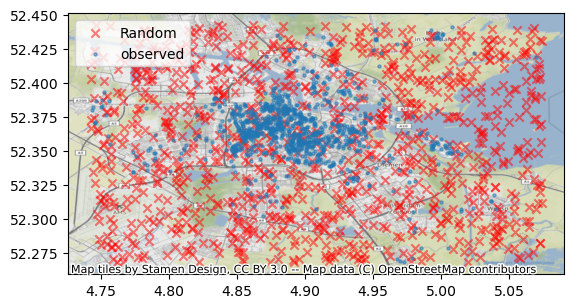 52.450
52.425
52.400
52.375
52.350
52.325
52.300
52.275
Random
observed
Map tiles by Stamen Design, CC BY 3.0 -- Map data (C) OpenStreetMap contributors
4.75 4.80 4.85 4.90 4.95 5.00 5.05